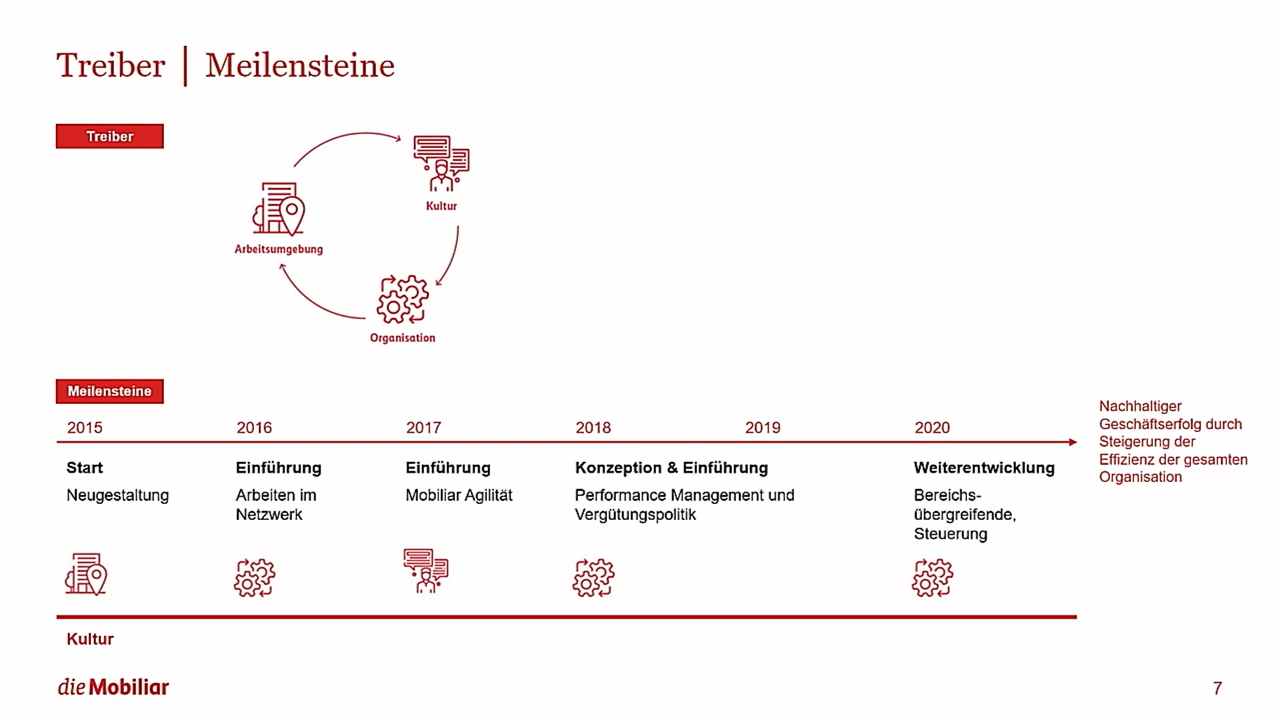 Treiber | Meilensteine
Treiber
Kultur
Arbeitsumgebung
Organisation
Meilensteine
2015
2016
2017
2018
2019
2020
Nachhaltiger
Geschäftserfolg durch
Steigerung der
Effizienz der gesamten
Organisation
Start
Neugestaltung
Einführung
Arbeiten im
Netzwerk
Einführung
Mobiliar Agilität
Konzeption & Einführung
Performance Management und
Vergütungspolitik
Weiterentwicklung
Bereichs-
übergreifende,
Steuerung
Kultur
die Mobiliar
7